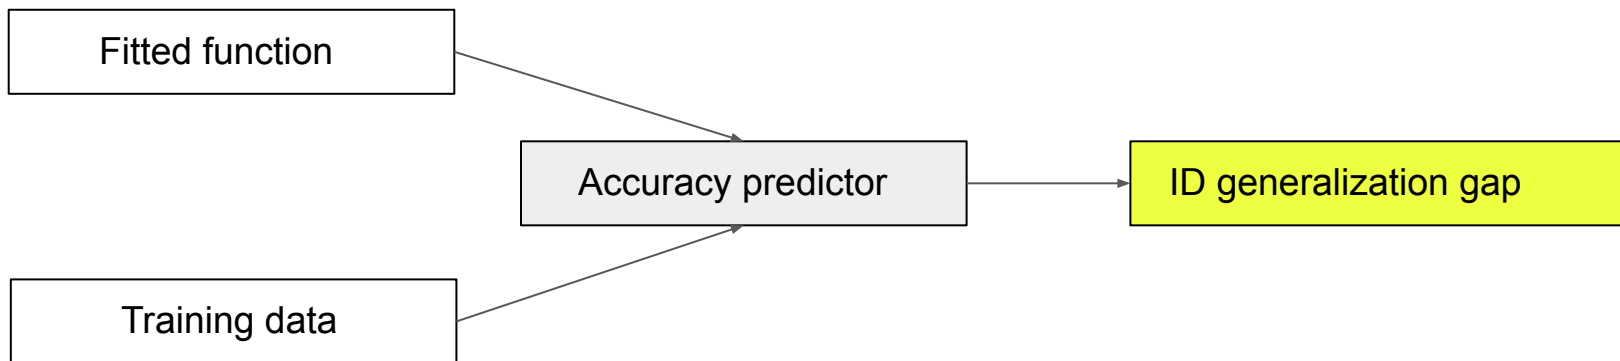 Fitted function
Accuracy predictor
ID generalization gap
Training data